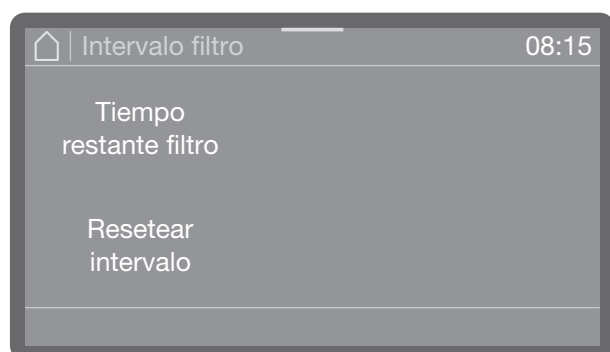 Intervalo filtro 08:15
Tiempo
restante filtro
Resetear
intervalo